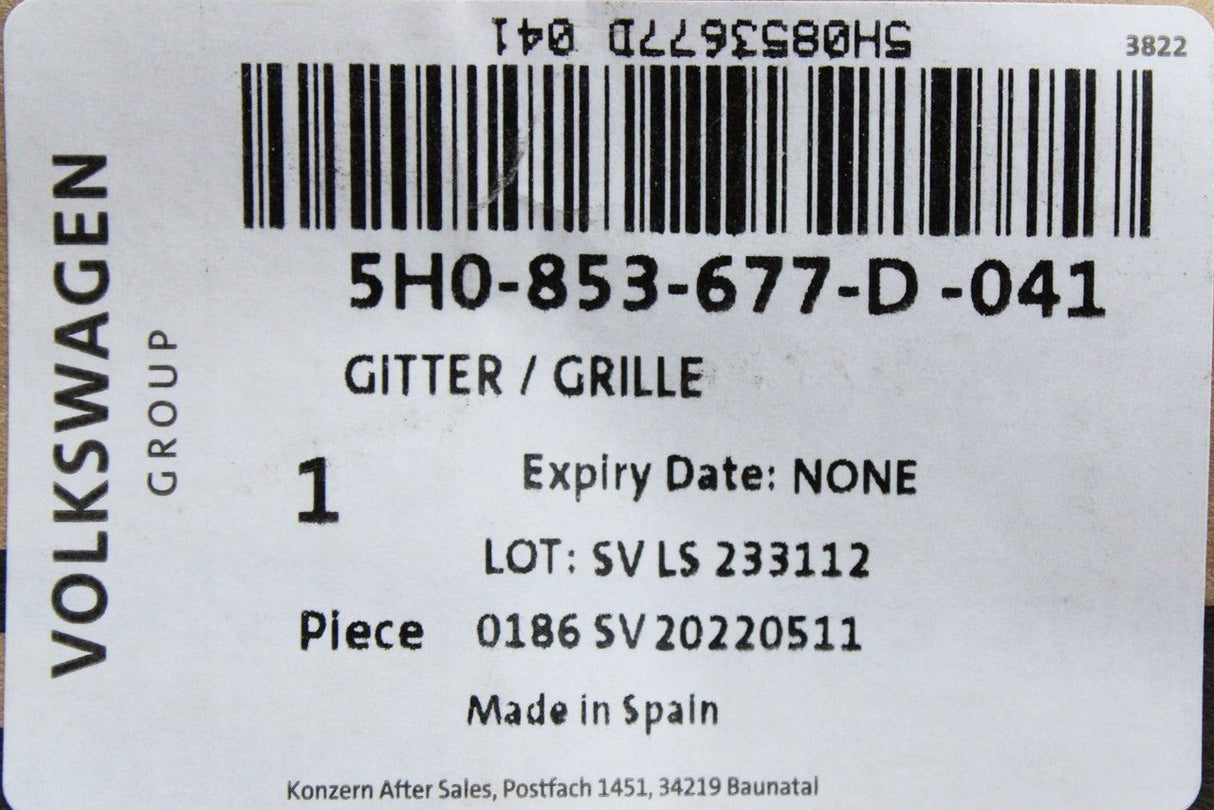 5H0853677D 041
3822
5H0-853-677-D -041
GITTER / GRILLE
1
Expiry Date: NONE
LOT: SV LS 233112
Piece 0186 SV 20220511
Made in Spain
Konzern After Sales, Postfach 1451, 34219 Baunatal
VOLKSWAGEN
GROUP